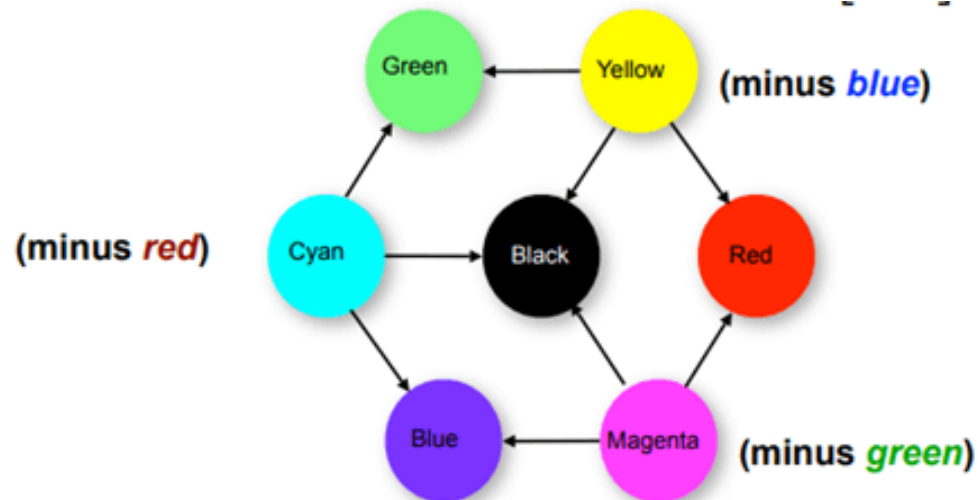 Green
Yellow
(minus blue)
(minus red)
Cyan
Black
Red
Blue
Magenta
(minus green)